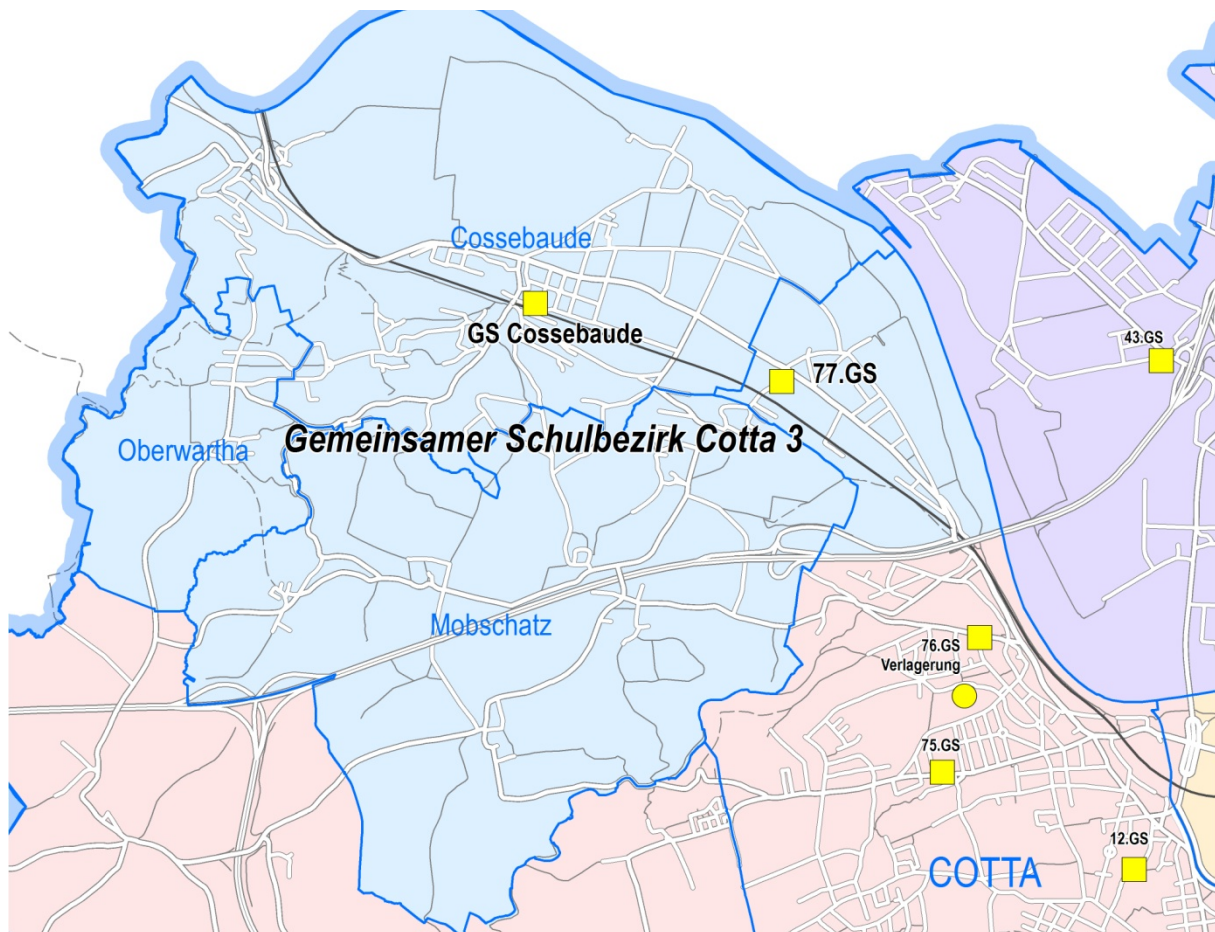 Cossebaude
GS Cossebaude
43.GS
77.GS
Gemeinsamer Schulbezirk Cotta 3
Oberwartha
Mobschatz
76.GS
Verlagerung
75.GS
12.GS
COTTA